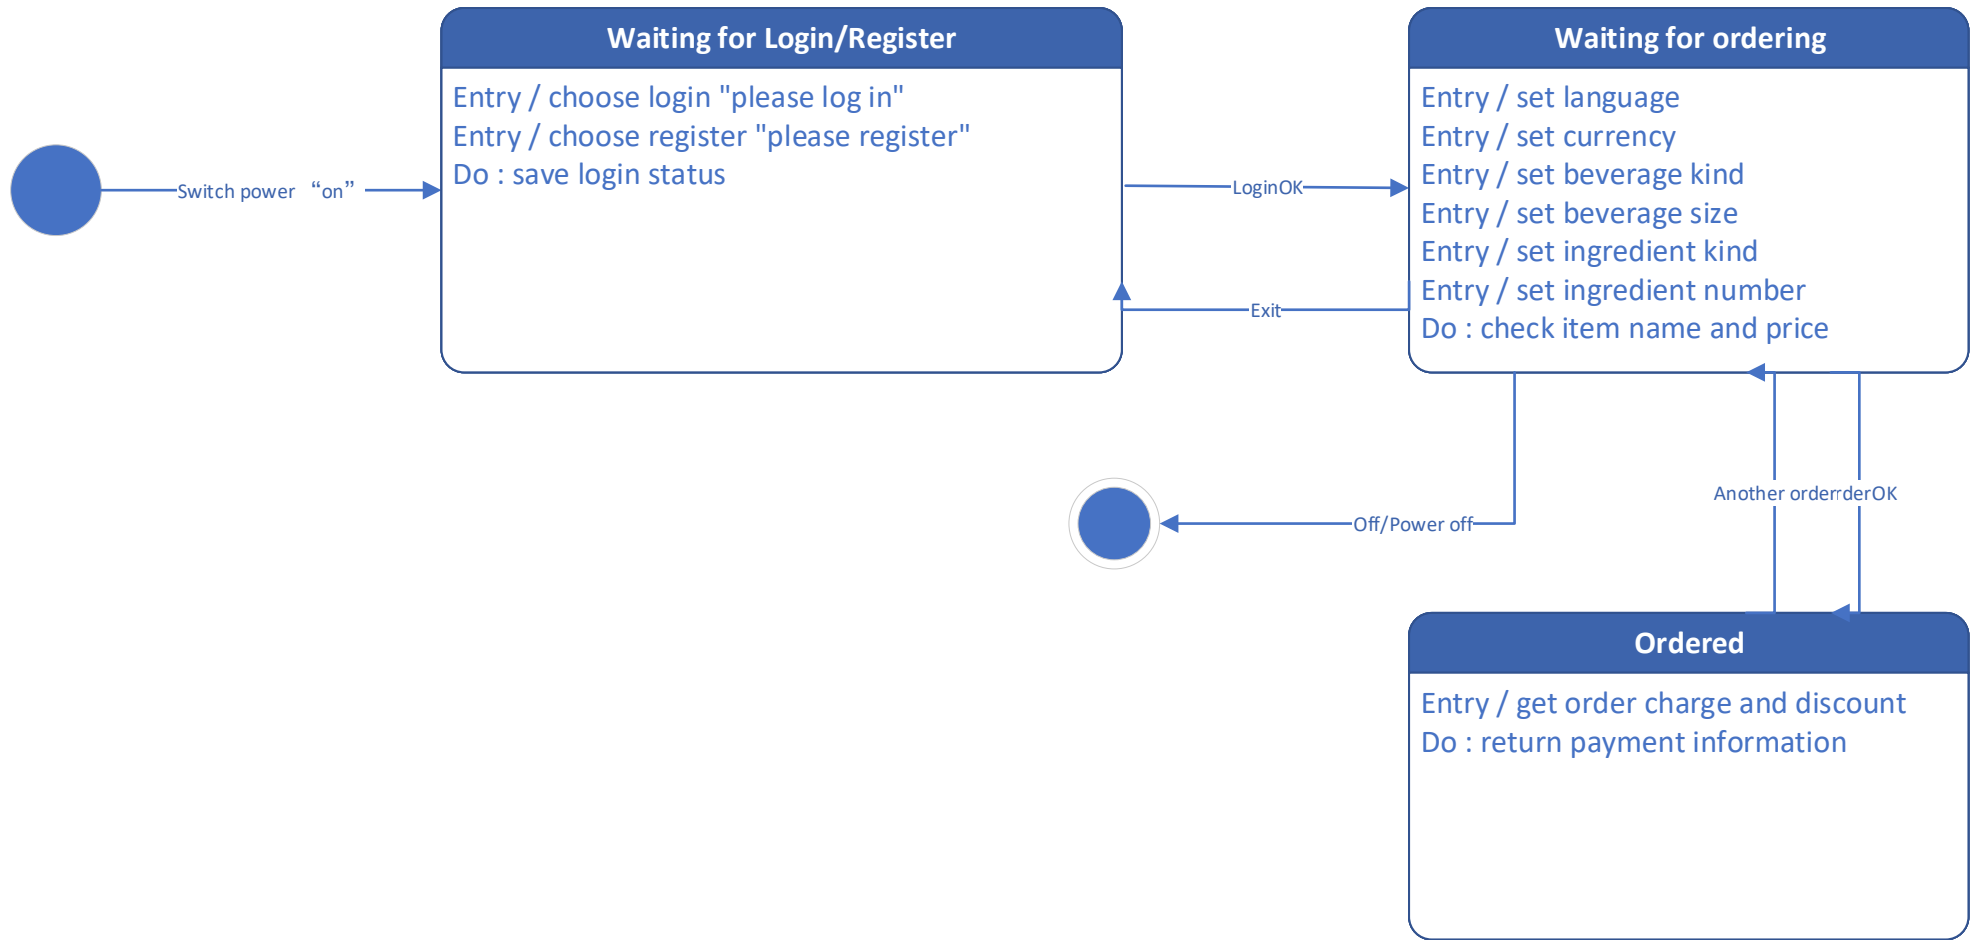 Waiting for Login/Register
Entry / choose login "please log in"
Entry / choose register "please register"
Do : save login status
Waiting for ordering
Entry / set language
Entry / set currency
Entry / set beverage kind
Entry / set beverage size
Entry / set ingredient kind
Entry / set ingredient number
Do : check item name and price
Switch power “on”
LoginOK
Exit
Another order
rderOK
Off/Power off
Ordered
Entry / get order charge and discount
Do : return payment information